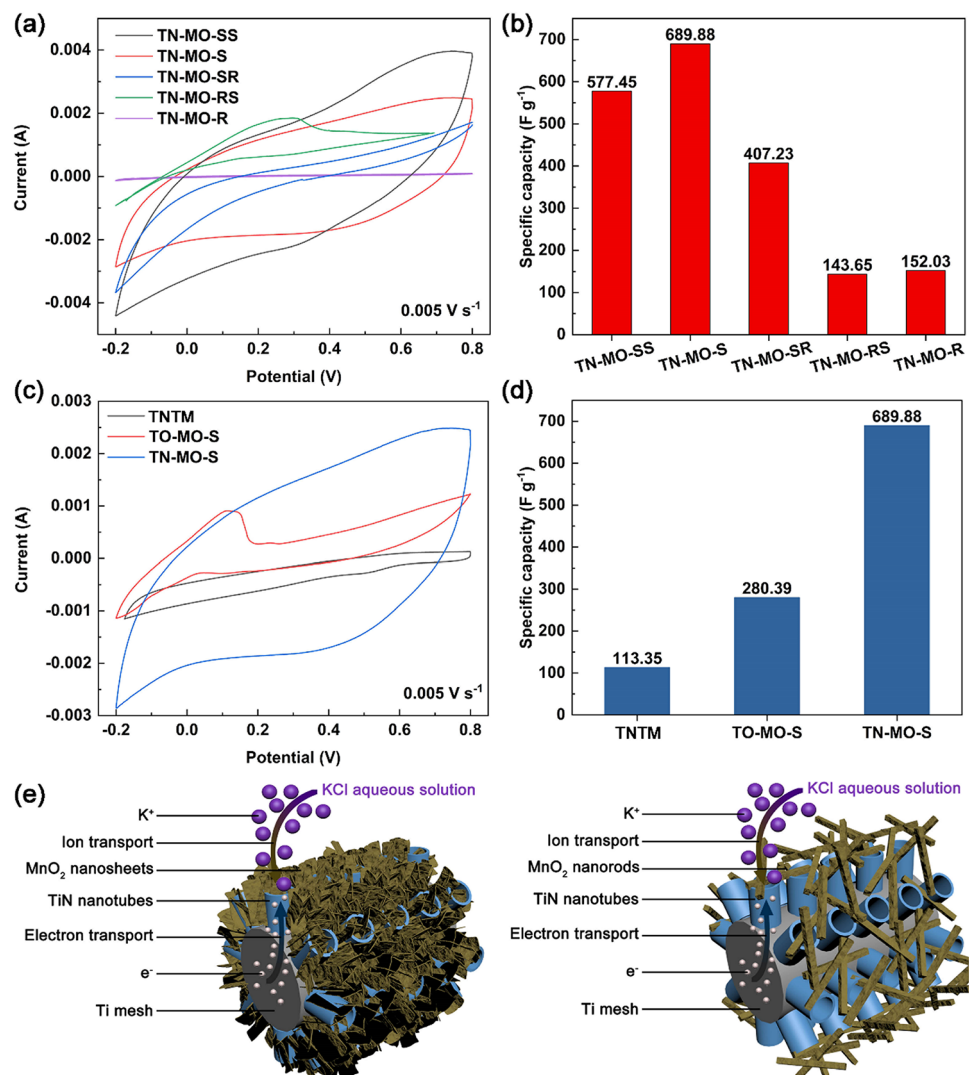 (a)
TN-MO-SS
TN-MO-S
TN-MO-SR
TN-MO-RS
TN-MO-R
0.004
0.002
0.000
-0.002
-0.004
Current (A)
0.005 V s⁻¹
-0.2 0.0 0.2 0.4 0.6 0.8
Potential (V)
(b)
700
600
500
400
300
200
100
0
Specific capacity (F g⁻¹)
577.45
689.88
407.23
143.65
152.03
TN-MO-SS
TN-MO-S
TN-MO-SR
TN-MO-RS
TN-MO-R
(c)
TNTM
TO-MO-S
TN-MO-S
0.003
0.002
0.001
0.000
-0.001
-0.002
-0.003
Current (A)
0.005 V s⁻¹
-0.2 0.0 0.2 0.4 0.6 0.8
Potential (V)
(d)
700
600
500
400
300
200
100
0
Specific capacity (F g⁻¹)
113.35
280.39
689.88
TNTM TO-MO-S TN-MO-S
(e)
KCl aqueous solution
K⁺
Ion transport
MnO₂ nanosheets
TiN nanotubes
Electron transport
e⁻
Ti mesh
KCl aqueous solution
K⁺
Ion transport
MnO₂ nanorods
TiN nanotubes
Electron transport
e⁻
Ti mesh